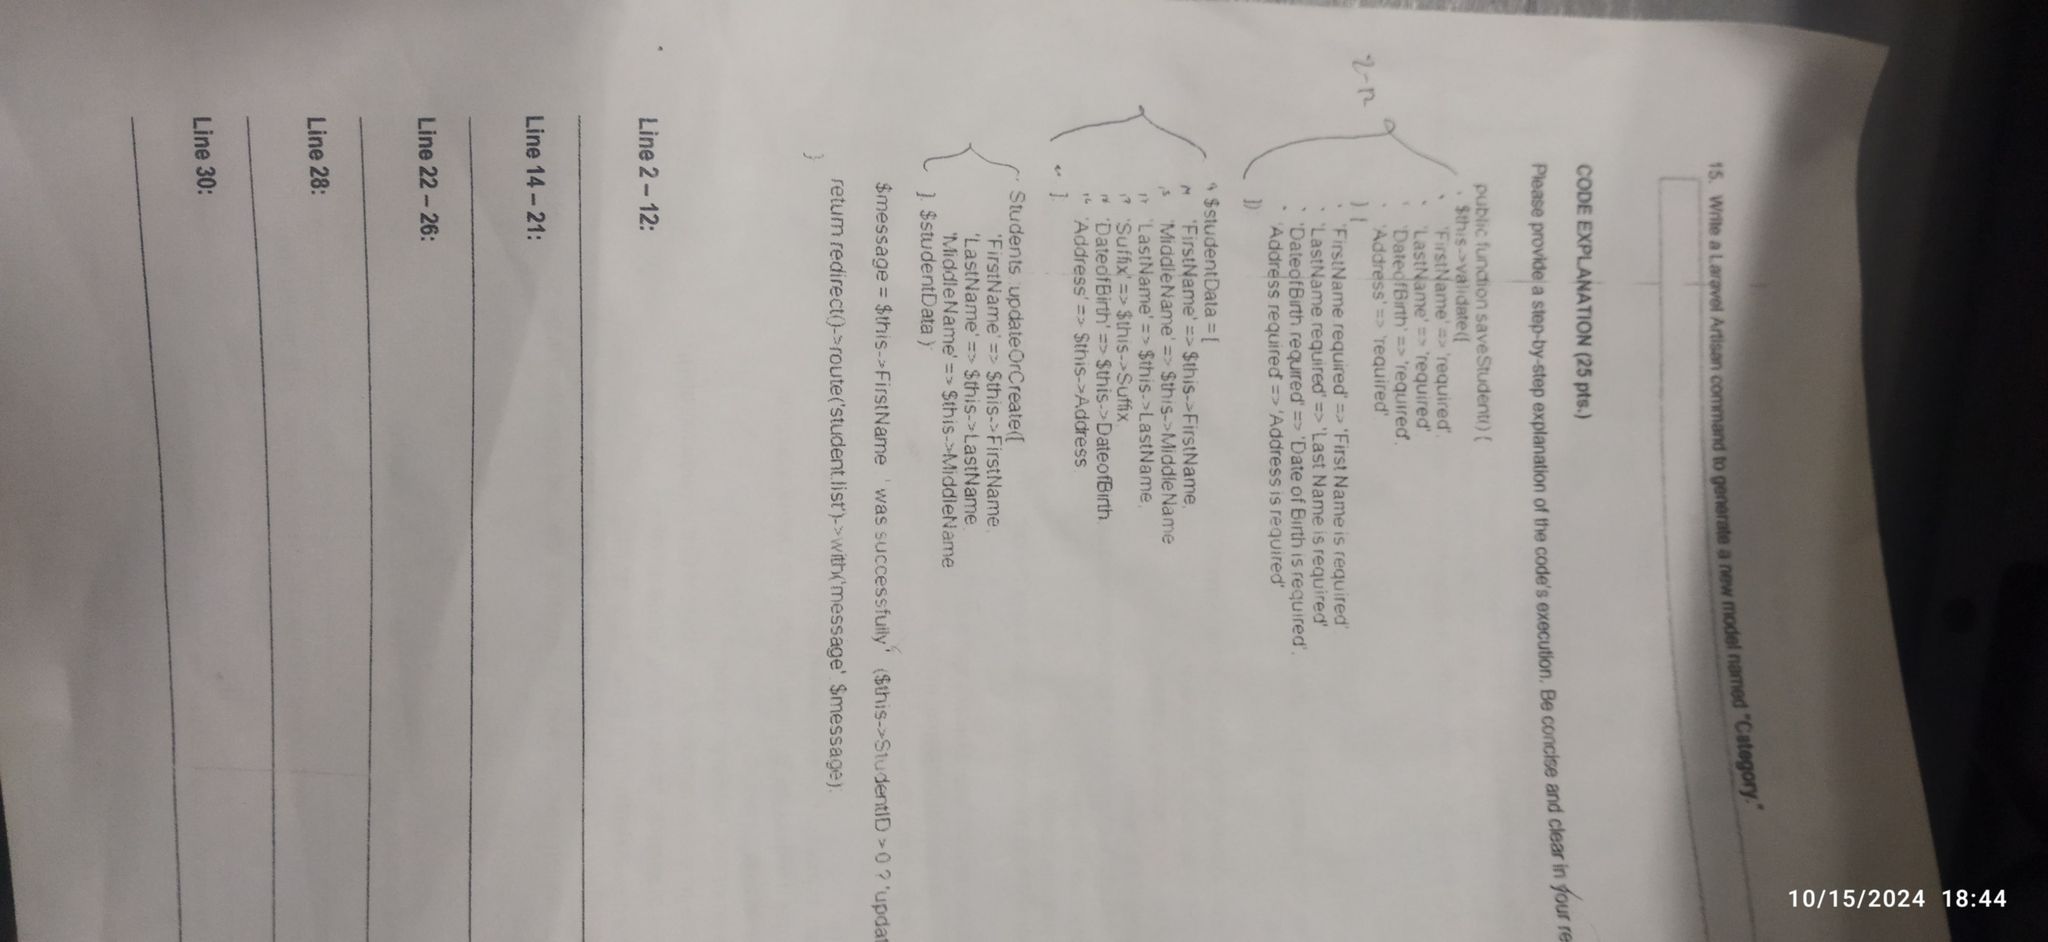 10/15/2024 18:44
15. Write a Laravel Artisan command to generate a new model named "Category."
CODE EXPLANATION (25 pts.)
Please provide a step-by-step explanation of the code's execution. Be concise and clear in your re
public function saveStudent() {
$this->validate([
'FirstName' => 'required',
'LastName' => 'required'
'DateofBirth' => 'required',
'Address' => 'required'
] [
'FirstName required' => 'First Name is required'
'LastName required' => 'Last Name is required'
'DateofBirth required' => 'Date of Birth is required',
'Address required' => 'Address is required'
])
2-12
$studentData = [
'FirstName' => $this->FirstName,
'MiddleName' => $this->MiddleName
'LastName' => $this->LastName,
'Suffix' => $this->Suffix,
'DateofBirth' => $this->DateofBirth
'Address' => $this->Address
]
Students updateOrCreate([
'FirstName' => $this->FirstName,
'LastName' => $this->LastName,
'MiddleName' => $this->MiddleName
], $studentData )
$message = $this->FirstName ' was successfully' ($this->StudentID > 0 ? 'updat
return redirect()->route('student.list')->with('message' $message)
}
Line 2 – 12:
Line 14 – 21:
Line 22 – 26:
Line 28:
Line 30: